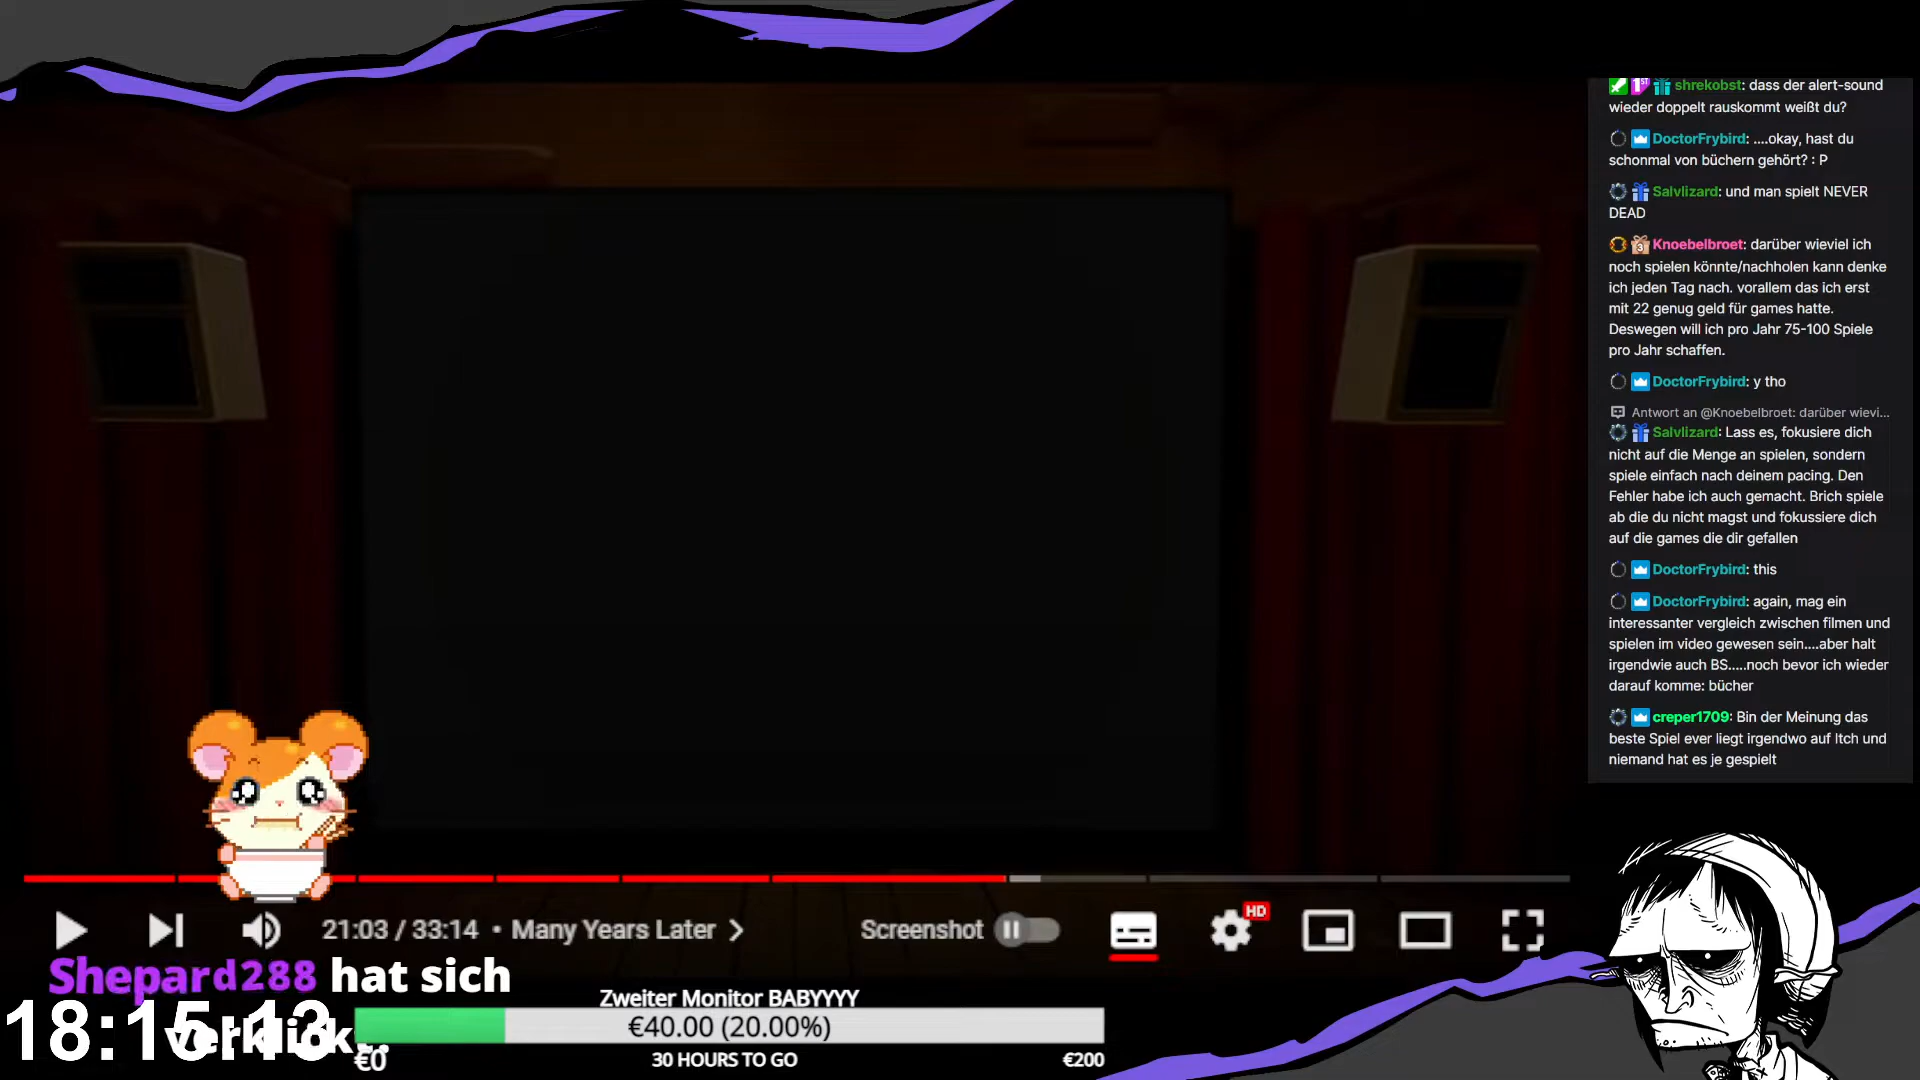 shrekobst: dass der alert-sound
wieder doppelt rauskommt weißt du?
DoctorFrybird: ....okay, hast du
schonmal von büchern gehört? : P
Salvlizard: und man spielt NEVER
DEAD
Knoebelbroet: darüber wieviel ich
noch spielen könnte/nachholen kann denke
ich jeden Tag nach. vorallem das ich erst
mit 22 genug geld für games hatte.
Deswegen will ich pro Jahr 75-100 Spiele
pro Jahr schaffen.
DoctorFrybird: y tho
Antwort an @Knoebelbroet: darüber wievi...
Salvlizard: Lass es, fokusiere dich
nicht auf die Menge an spielen, sondern
spiele einfach nach deinem pacing. Den
Fehler habe ich auch gemacht. Brich spiele
ab die du nicht magst und fokussiere dich
auf die games die dir gefallen
DoctorFrybird: this
DoctorFrybird: again, mag ein
interessanter vergleich zwischen filmen und
spielen im video gewesen sein....aber halt
irgendwie auch BS.....noch bevor ich wieder
darauf komme: bücher
creper1709: Bin der Meinung das
beste Spiel ever liegt irgendwo auf Itch und
niemand hat es je gespielt
21:03 / 33:14 • Many Years Later
Screenshot
HD
Shepard288 hat sich
18:15:13
Zweiter Monitor BABYYYY
€40.00 (20.00%)
€0
30 HOURS TO GO
€200